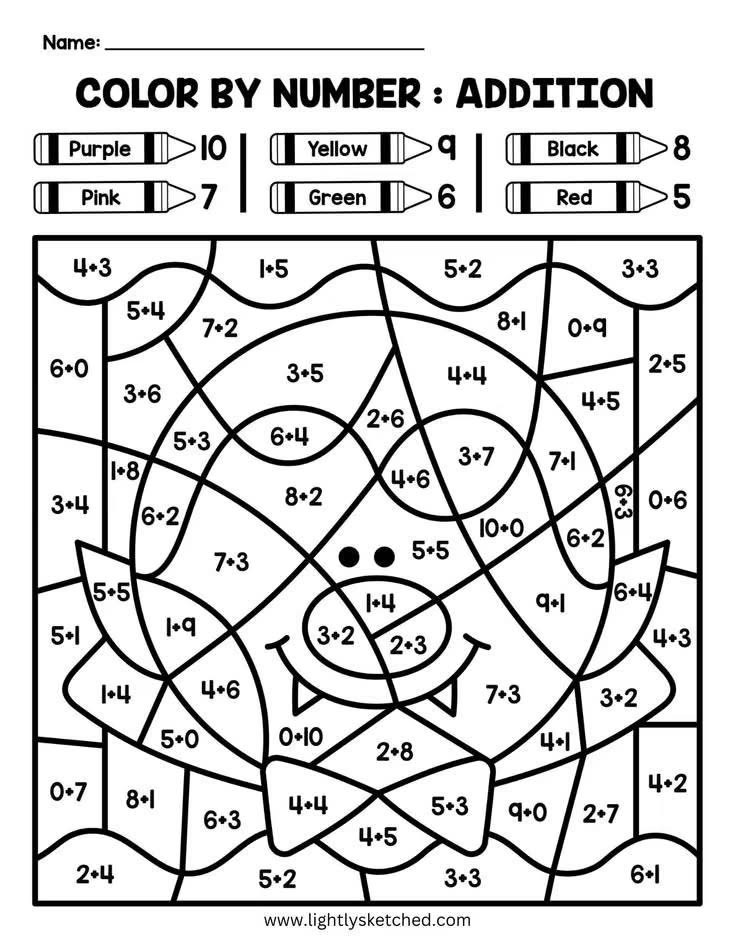 Name:
COLOR BY NUMBER : ADDITION
Purple 10 Yellow 9 Black 8
Pink 7 Green 6 Red 5
4+3 1+5 5+2 3+3
5+4 7+2 8+1 0+9
6+0 3+6 3+5 4+4 2+5
4+5
5+3 6+4 2+6
1+8 4+6 3+7 7+1
3+4 6+2 8+2 10+0 6+3 0+6
7+3 5+5 6+2
5+5 1+4 9+1 6+4
5+1 1+9 3+2 2+3 4+3
1+4 4+6 7+3 3+2
5+0 0+10 2+8 4+1
0+7 8+1 4+4 5+3 9+0 2+7 4+2
6+3 4+5
2+4 5+2 3+3 6+1
www.lightlysketched.com